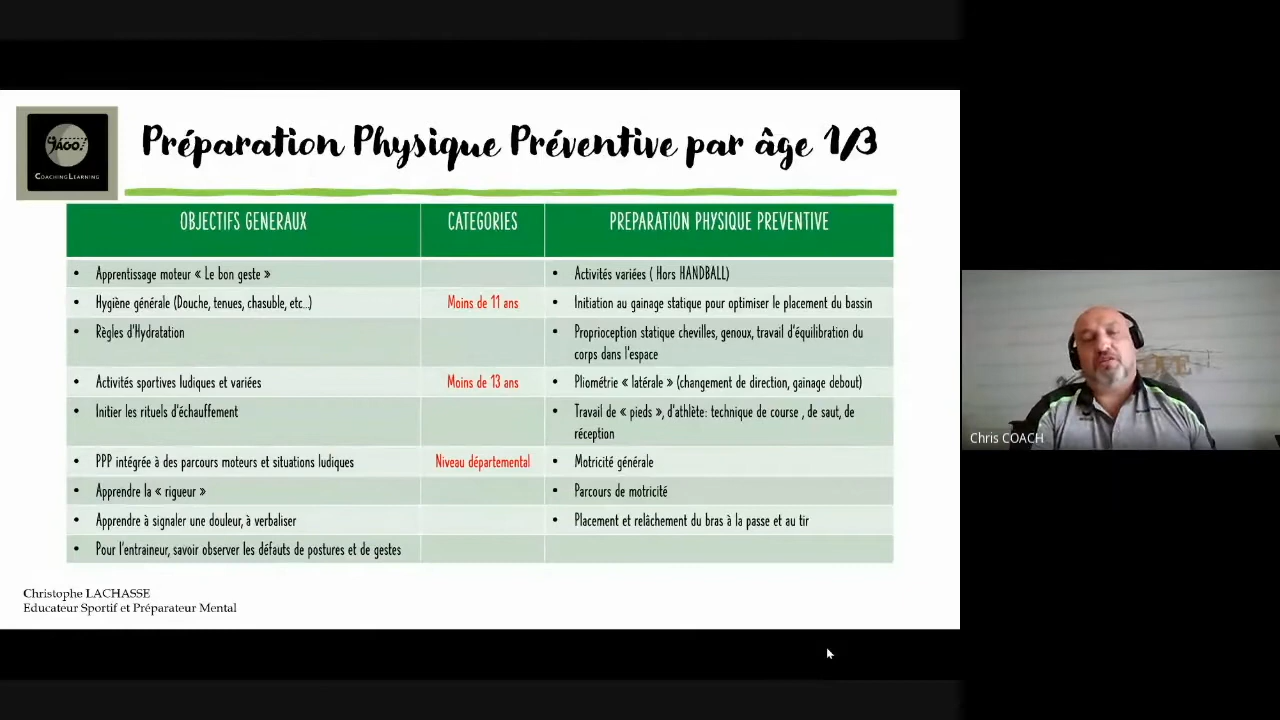 Préparation Physique Préventive par âge 1/3
JAGO!
COACHINGLEARNING
OBJECTIFS GENERAUX
CATEGORIES
PREPARATION PHYSIQUE PREVENTIVE
• Apprentissage moteur « Le bon geste »
• Activités variées ( Hors HANDBALL)
• Hygiène générale (Douche, tenues, chasuble, etc..)
Moins de 11 ans
• Initiation au gainage statique pour optimiser le placement du bassin
• Règles d'Hydratation
• Proprioception statique chevilles, genoux, travail d'équilibration du
corps dans l'espace
• Activités sportives ludiques et variées
Moins de 13 ans
• Pliométrie « latérale » (changement de direction, gainage debout)
• Initier les rituels d'échauffement
• Travail de « pieds », d'athlète: technique de course , de saut, de
réception
• PPP intégrée à des parcours moteurs et situations ludiques
Niveau départemental
• Motricité générale
• Apprendre la « rigueur »
• Parcours de motricité
• Apprendre à signaler une douleur, à verbaliser
• Placement et relâchement du bras à la passe et au tir
• Pour l'entraineur, savoir observer les défauts de postures et de gestes
Christophe LACHASSE
Educateur Sportif et Préparateur Mental
Chris COACH